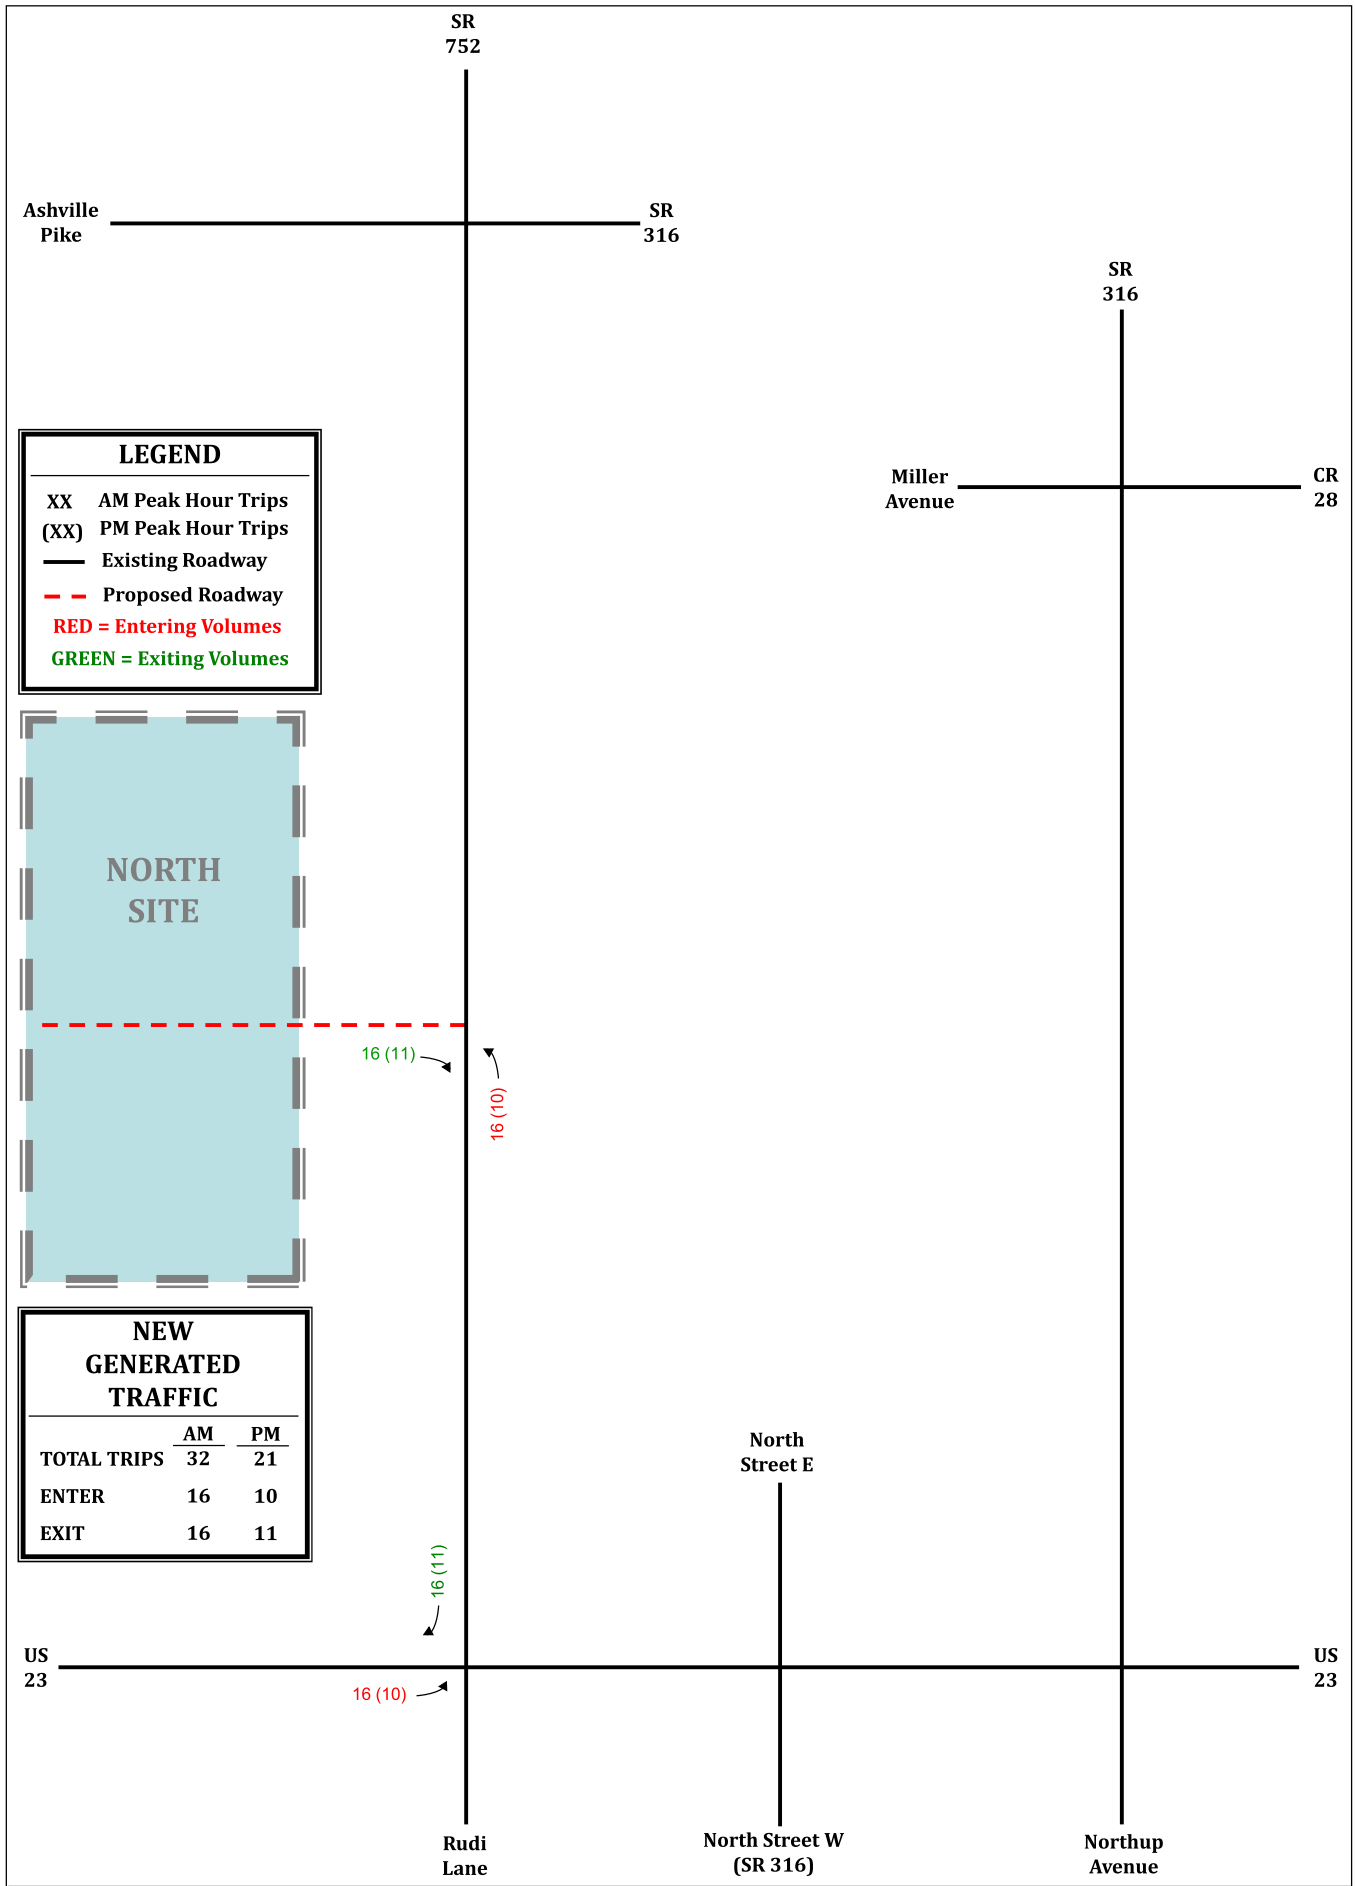 SR
752
Ashville
Pike
SR
316
SR
316
LEGEND
XX AM Peak Hour Trips
(XX) PM Peak Hour Trips
Existing Roadway
Proposed Roadway
RED = Entering Volumes
GREEN = Exiting Volumes
Miller
Avenue
CR
28
NORTH
SITE
16 (11)
16 (10)
NEW
GENERATED
TRAFFIC
AM PM
TOTAL TRIPS 32 21
ENTER 16 10
EXIT 16 11
North
Street E
16 (11)
US
23
16 (10)
US
23
Rudi
Lane
North Street W
(SR 316)
Northup
Avenue